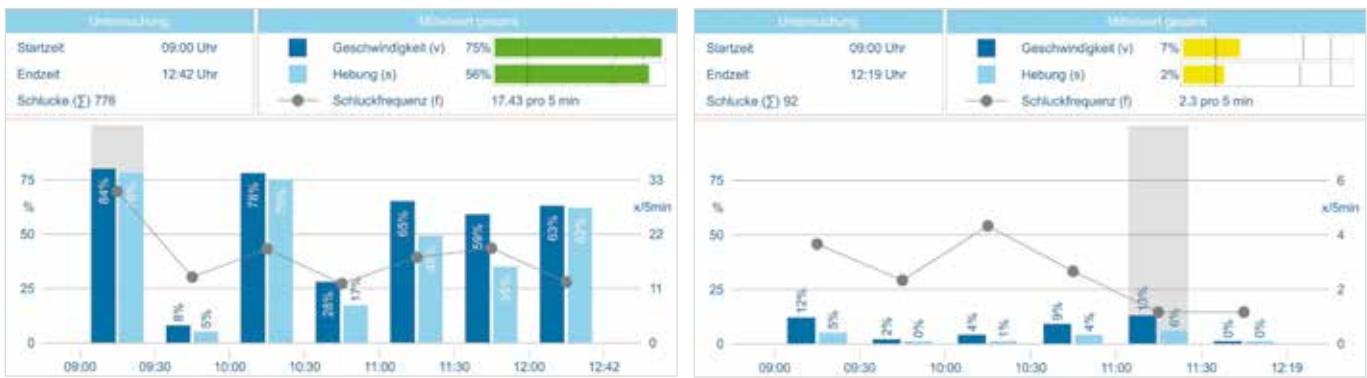 Untersuchung
Mittelwert gesamt
Startzeit 09:00 Uhr
Geschwindigkeit (v) 75%
Endzeit 12:42 Uhr
Hebung (s) 56%
Schlucke (∑) 776
Schluckfrequenz (f) 17.43 pro 5 min
75
%
50
25
0
33
x/5min
22
11
0
84%
8% 5%
78%
28% 17%
65%
59% 35%
63% 62%
09:00 09:30 10:00 10:30 11:00 11:30 12:00 12:42
Untersuchung
Mittelwert gesamt
Startzeit 09:00 Uhr
Geschwindigkeit (v) 7%
Endzeit 12:19 Uhr
Hebung (s) 2%
Schlucke (∑) 92
Schluckfrequenz (f) 2.3 pro 5 min
75
%
50
25
0
6
x/5min
4
2
0
12% 5%
2% 0%
4% 1%
9% 4%
13% 6%
0% 0%
09:00 09:30 10:00 10:30 11:00 11:30 12:19